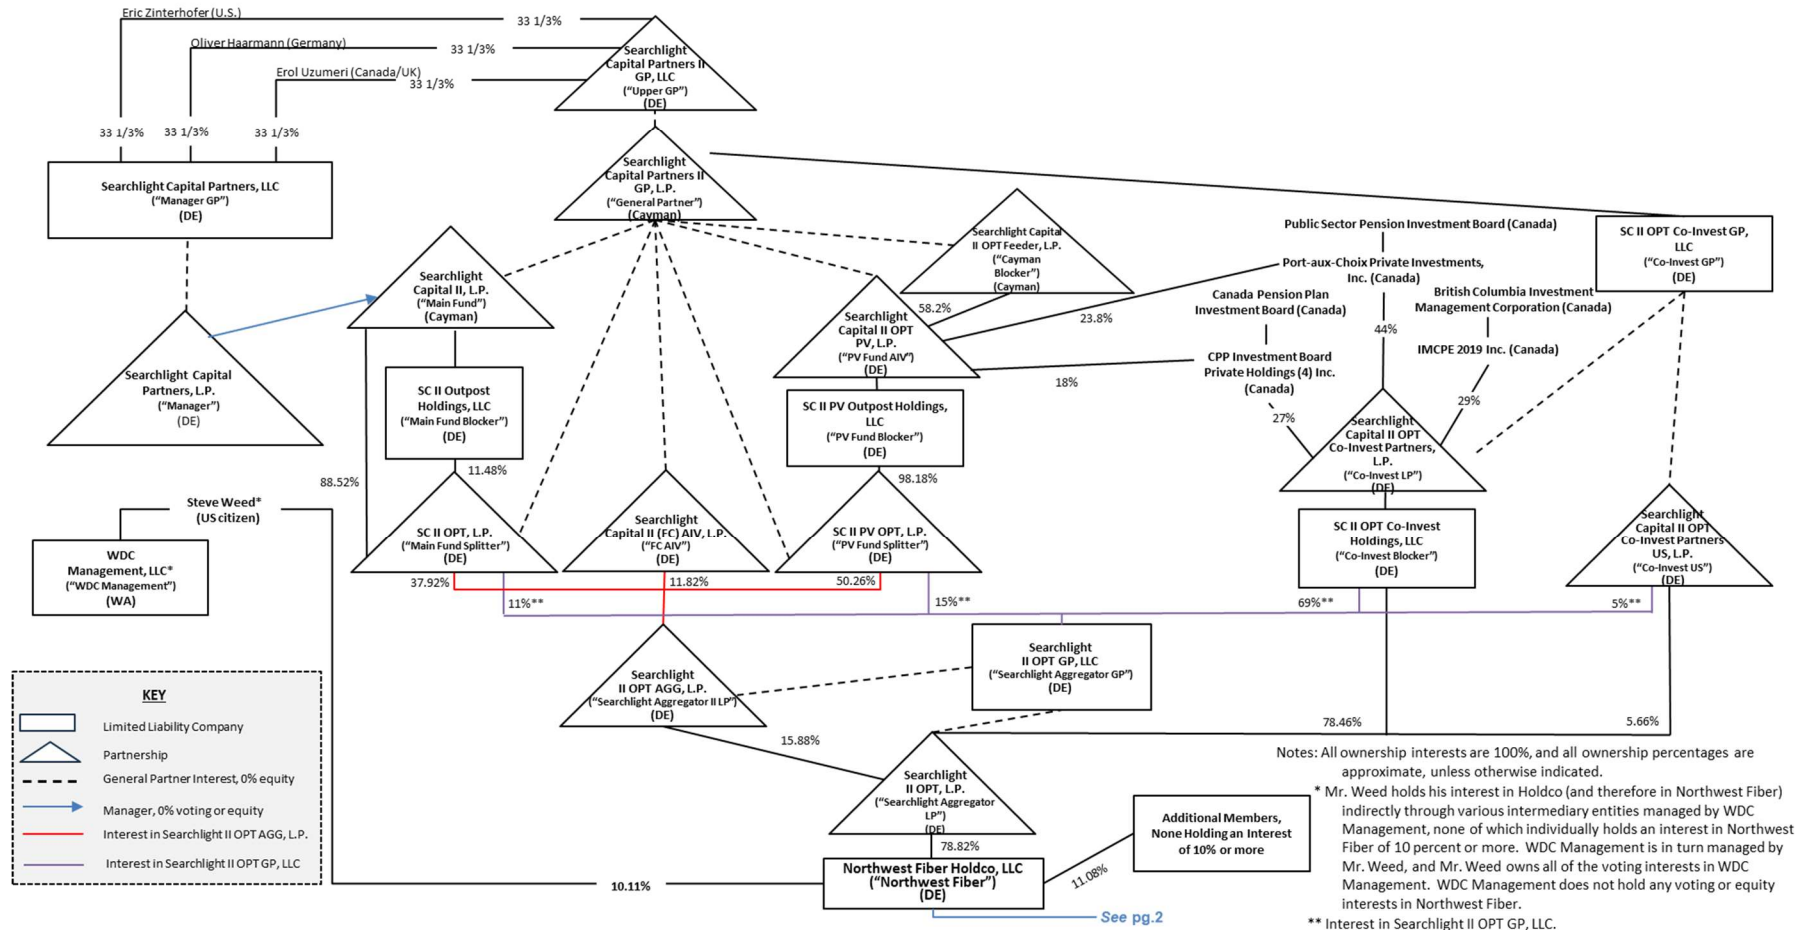 Eric Zinterhofer (U.S.)
33 1/3%
Oliver Haarmann (Germany)
33 1/3%
Erol Uzumeri (Canada/UK)
33 1/3%
33 1/3%
33 1/3%
33 1/3%
Searchlight
Capital Partners II
GP, LLC
("Upper GP")
(DE)
Searchlight Capital Partners, LLC
("Manager GP")
(DE)
Searchlight
Capital Partners II
GP, L.P.
("General Partner")
(Cayman)
Searchlight Capital
Partners, L.P.
("Manager")
(DE)
Searchlight
Capital II, L.P.
("Main Fund")
(Cayman)
Searchlight Capital
II OPT Feeder, L.P.
("Cayman
Blocker")
(Cayman)
58.2%
Searchlight
Capital II OPT
PV, L.P.
("PV Fund AIV")
(DE)
23.8%
18%
Public Sector Pension Investment Board (Canada)
Port-aux-Choix Private Investments,
Inc. (Canada)
44%
Canada Pension Plan
Investment Board (Canada)
CPP Investment Board
Private Holdings (4) Inc.
(Canada)
27%
British Columbia Investment
Management Corporation (Canada)
IMCPE 2019 Inc. (Canada)
29%
SC II OPT Co-Invest GP,
LLC
("Co-Invest GP")
(DE)
SC II Outpost
Holdings, LLC
("Main Fund Blocker")
(DE)
11.48%
88.52%
SC II PV Outpost Holdings,
LLC
("PV Fund Blocker")
(DE)
98.18%
Searchlight
Capital II OPT
Co-Invest Partners,
L.P.
("Co-Invest LP")
(DE)
Steve Weed*
(US citizen)
WDC
Management, LLC*
("WDC Management")
(WA)
SC II OPT, L.P.
("Main Fund Splitter")
(DE)
Searchlight
Capital II (FC) AIV, L.P.
("FC AIV")
(DE)
SC II PV OPT, L.P.
("PV Fund Splitter")
(DE)
SC II OPT Co-Invest
Holdings, LLC
("Co-Invest Blocker")
(DE)
Searchlight
Capital II OPT
Co-Invest Partners
US, L.P.
("Co-Invest US")
(DE)
37.92%
11.82%
50.26%
11%**
15%**
69%**
5%**
Searchlight
II OPT AGG, L.P.
("Searchlight Aggregator II LP")
(DE)
Searchlight
II OPT GP, LLC
("Searchlight Aggregator GP")
(DE)
15.88%
78.46%
5.66%
Searchlight
II OPT, L.P.
("Searchlight Aggregator
LP")
(DE)
78.82%
Northwest Fiber Holdco, LLC
("Northwest Fiber")
(DE)
10.11%
11.08%
Additional Members,
None Holding an Interest
of 10% or more
See pg.2
KEY
Limited Liability Company
Partnership
General Partner Interest, 0% equity
Manager, 0% voting or equity
Interest in Searchlight II OPT AGG, L.P.
Interest in Searchlight II OPT GP, LLC
Notes: All ownership interests are 100%, and all ownership percentages are
approximate, unless otherwise indicated.
* Mr. Weed holds his interest in Holdco (and therefore in Northwest Fiber)
indirectly through various intermediary entities managed by WDC
Management, none of which individually holds an interest in Northwest
Fiber of 10 percent or more. WDC Management is in turn managed by
Mr. Weed, and Mr. Weed owns all of the voting interests in WDC
Management. WDC Management does not hold any voting or equity
interests in Northwest Fiber.
** Interest in Searchlight II OPT GP, LLC.